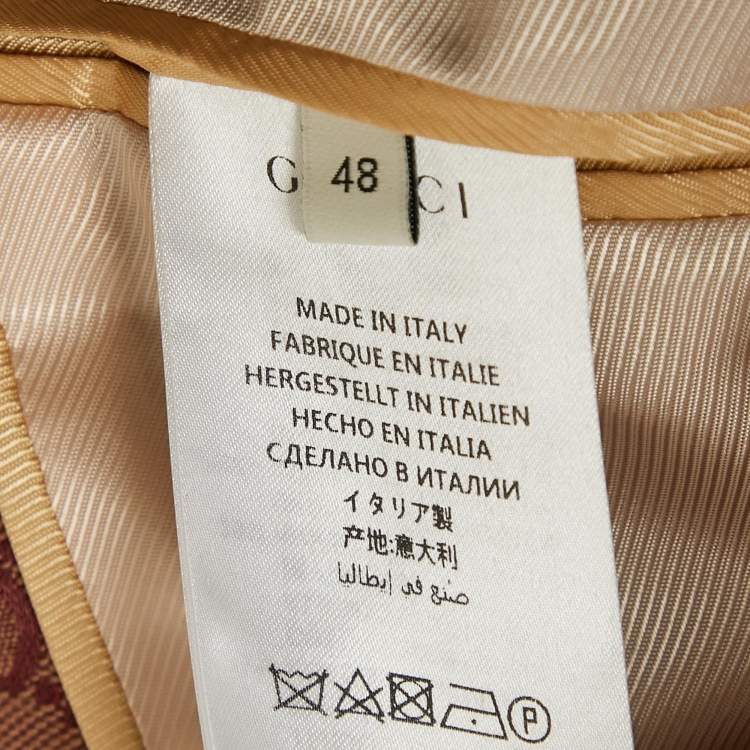 G CI
48
MADE IN ITALY
FABRIQUE EN ITALIE
HERGESTELLT IN ITALIEN
HECHO EN ITALIA
СДЕЛАНО В ИТАЛИИ
イタリア製
产地:意大利
صنع في إيطاليا
P